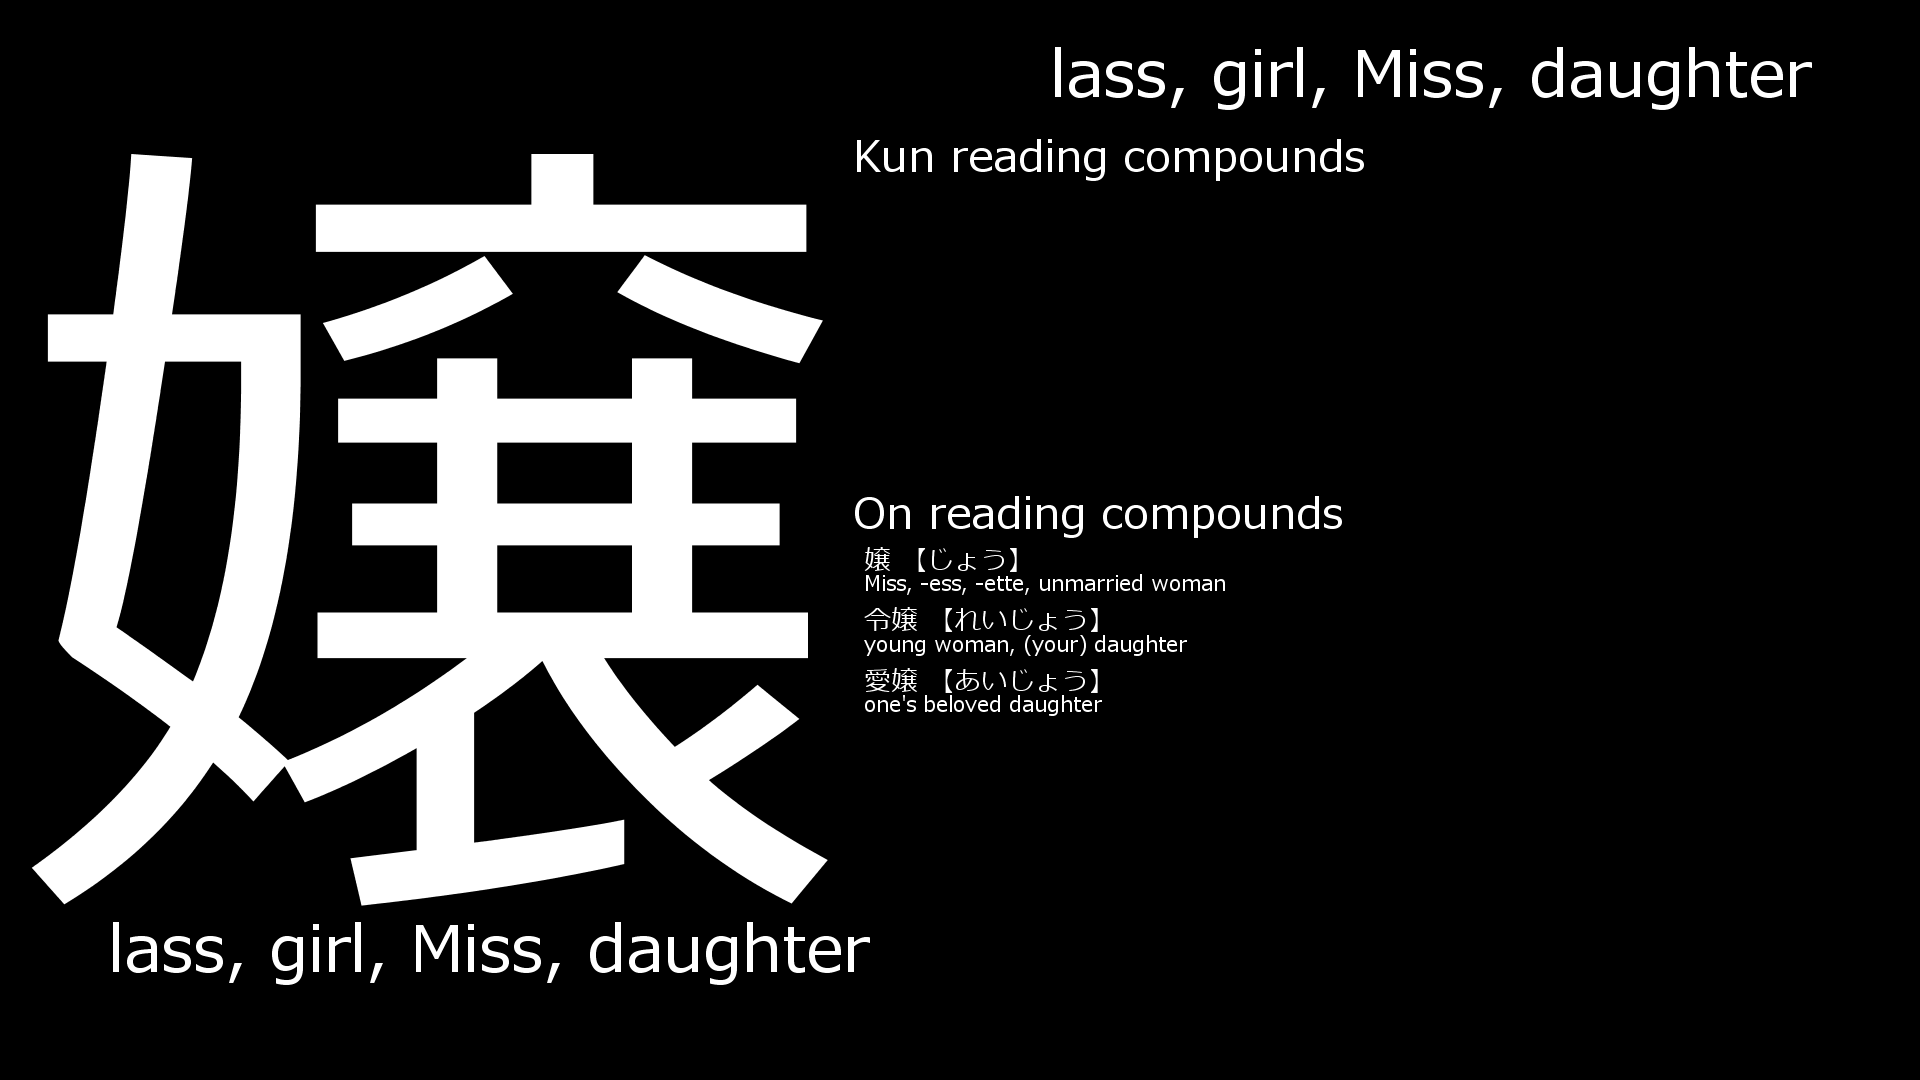 嬢
lass, girl, Miss, daughter
lass, girl, Miss, daughter
Kun reading compounds
On reading compounds
嬢 【じょう】
Miss, -ess, -ette, unmarried woman
令嬢 【れいじょう】
young woman, (your) daughter
愛嬢 【あいじょう】
one's beloved daughter